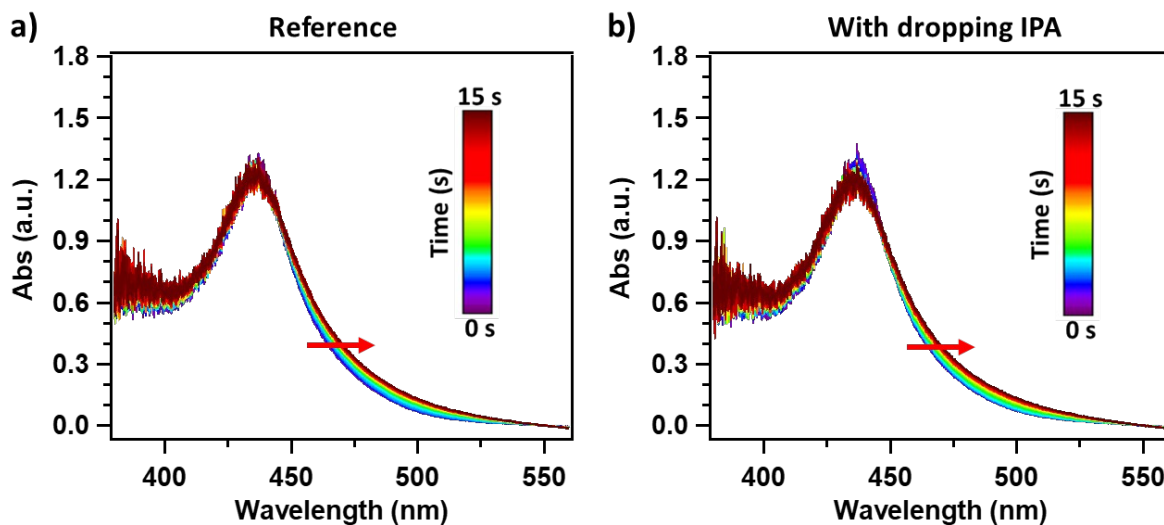 a) Reference
1.8
1.5
1.2
0.9
0.6
0.3
0.0
Abs (a.u.)
15 s
Time (s)
0 s
400 450 500 550
Wavelength (nm)
b) With dropping IPA
1.8
1.5
1.2
0.9
0.6
0.3
0.0
Abs (a.u.)
15 s
Time (s)
0 s
400 450 500 550
Wavelength (nm)